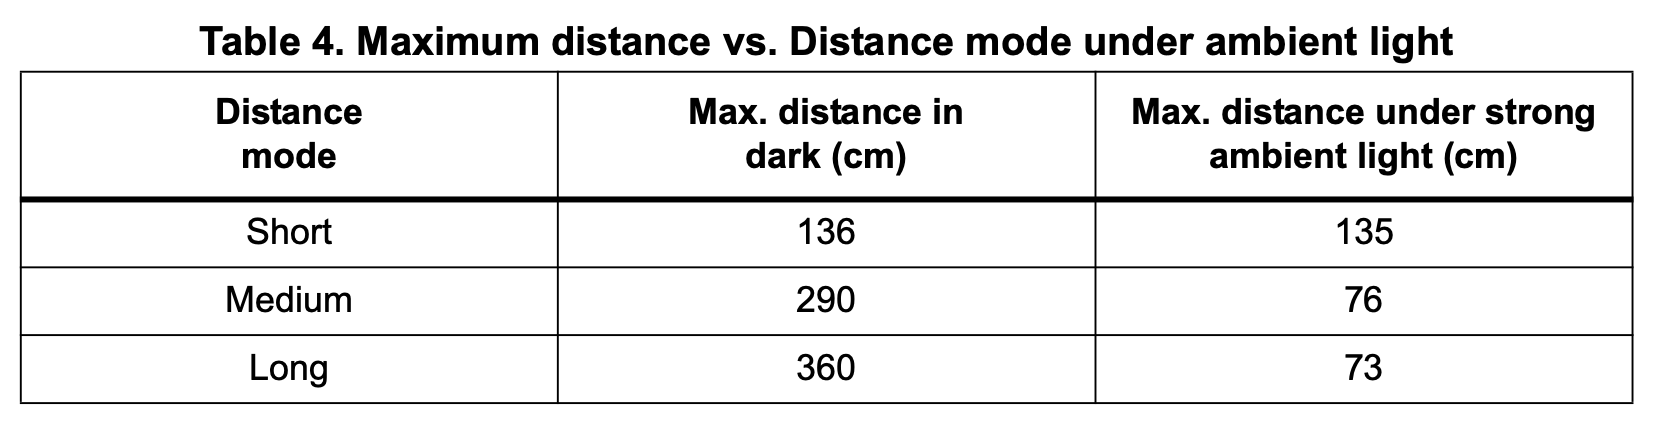 Table 4. Maximum distance vs. Distance mode under ambient light
Distance mode | Max. distance in dark (cm) | Max. distance under strong ambient light (cm)
Short | 136 | 135
Medium | 290 | 76
Long | 360 | 73